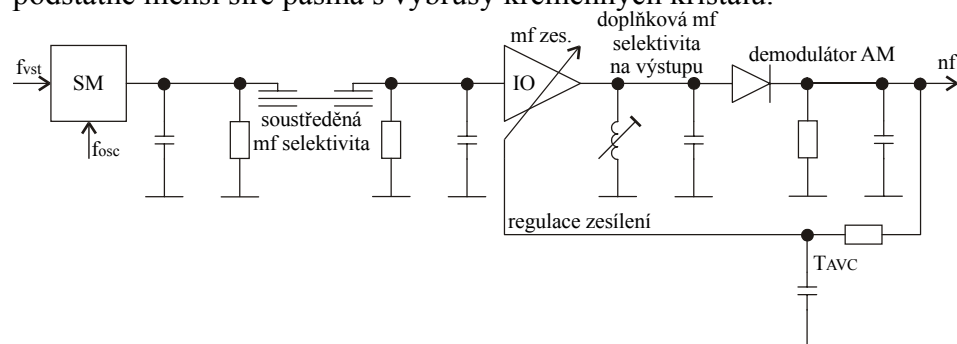 podstatně menší šíře pásma s výbrusy křemenných kristalů.
doplňková mf
selektivita
na výstupu
mf zes.
demodulátor AM
nf
fvst
SM
IO
soustředěná
mf selektivita
fosc
regulace zesílení
TAVC